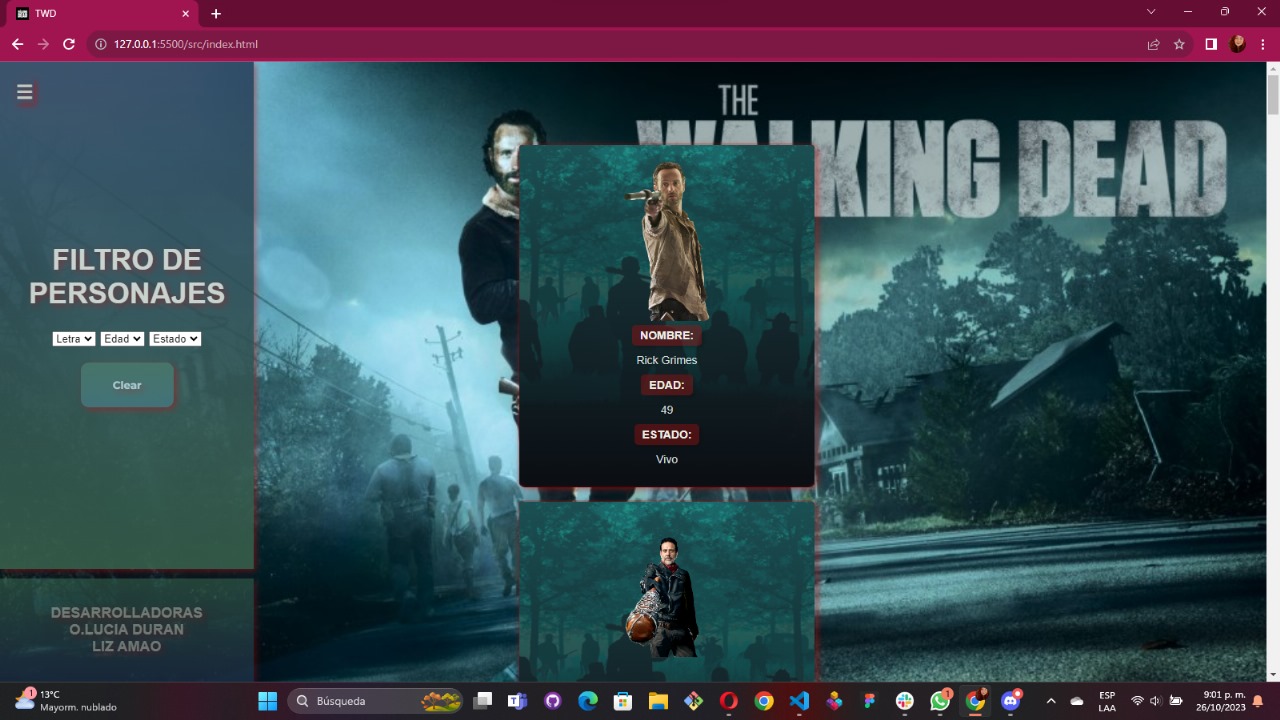 TWD
127.0.0.1:5500/src/index.html
THE
WALKING DEAD
FILTRO DE
PERSONAJES
Letra Edad Estado
Clear
NOMBRE:
Rick Grimes
EDAD:
49
ESTADO:
Vivo
DESARROLLADORAS
O.LUCIA DURAN
LIZ AMAO
1
13°C
Mayorm. nublado
Búsqueda
1
ESP
LAA
9:01 p. m.
26/10/2023